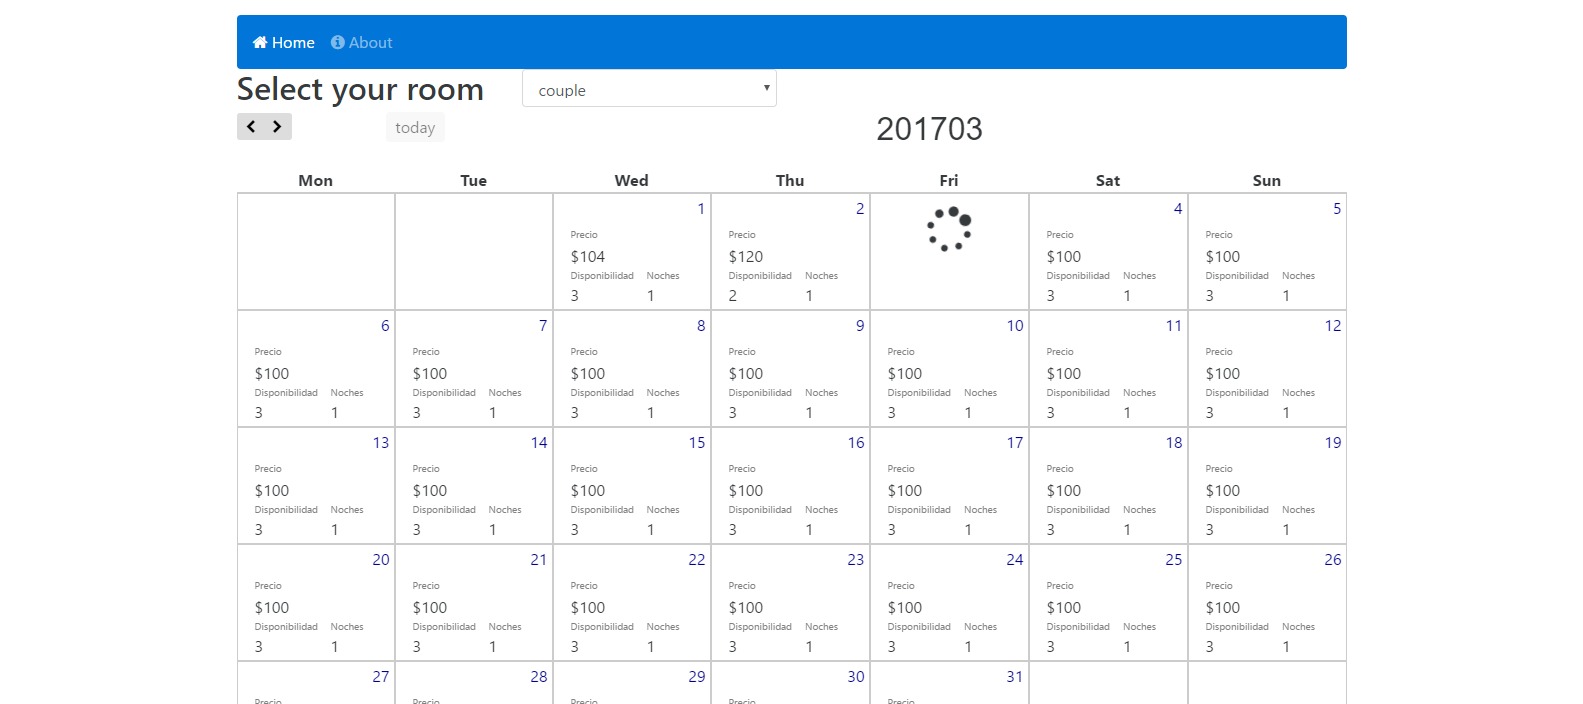 Home About
Select your room couple
today 201703
Mon Tue Wed Thu Fri Sat Sun
1 2 4 5
Precio Precio Precio Precio
$104 $120 $100 $100
Disponibilidad Noches Disponibilidad Noches Disponibilidad Noches Disponibilidad Noches
3 1 2 1 3 1 3 1
6 7 8 9 10 11 12
Precio Precio Precio Precio Precio Precio Precio
$100 $100 $100 $100 $100 $100 $100
Disponibilidad Noches Disponibilidad Noches Disponibilidad Noches Disponibilidad Noches Disponibilidad Noches Disponibilidad Noches Disponibilidad Noches
3 1 3 1 3 1 3 1 3 1 3 1 3 1
13 14 15 16 17 18 19
Precio Precio Precio Precio Precio Precio Precio
$100 $100 $100 $100 $100 $100 $100
Disponibilidad Noches Disponibilidad Noches Disponibilidad Noches Disponibilidad Noches Disponibilidad Noches Disponibilidad Noches Disponibilidad Noches
3 1 3 1 3 1 3 1 3 1 3 1 3 1
20 21 22 23 24 25 26
Precio Precio Precio Precio Precio Precio Precio
$100 $100 $100 $100 $100 $100 $100
Disponibilidad Noches Disponibilidad Noches Disponibilidad Noches Disponibilidad Noches Disponibilidad Noches Disponibilidad Noches Disponibilidad Noches
3 1 3 1 3 1 3 1 3 1 3 1 3 1
27 28 29 30 31
Precio Precio Precio Precio Precio